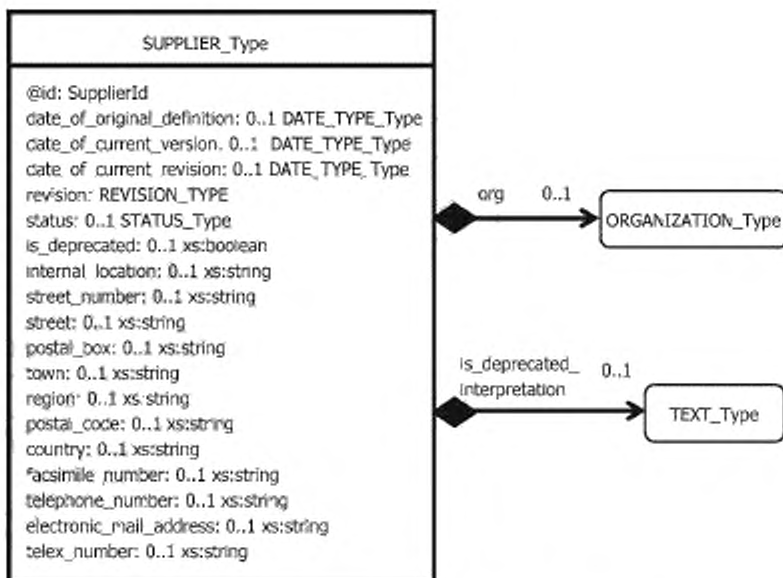 SUPPLIER_Type
@id: SupplierId
date_of_original_definition: 0..1 DATE_TYPE_Type
date_of_current_version. 0..1 DATE_TYPE_Type
date_of_current_revision: 0..1 DATE_TYPE_Type
revision: REVISION_TYPE
status: 0..1 STATUS_Type
is_deprecated: 0..1 xs:boolean
internal_location: 0..1 xs:string
street_number: 0..1 xs:string
street: 0..1 xs:string
postal_box: 0..1 xs:string
town: 0..1 xs:string
region: 0..1 xs:string
postal_code: 0..1 xs:string
country: 0..1 xs:string
facsimile_number: 0..1 xs:string
telephone_number: 0..1 xs:string
electronic_mail_address: 0..1 xs:string
telex_number: 0..1 xs:string
org 0..1
ORGANIZATION_Type
is_deprecated_ 0..1
interpretation
TEXT_Type